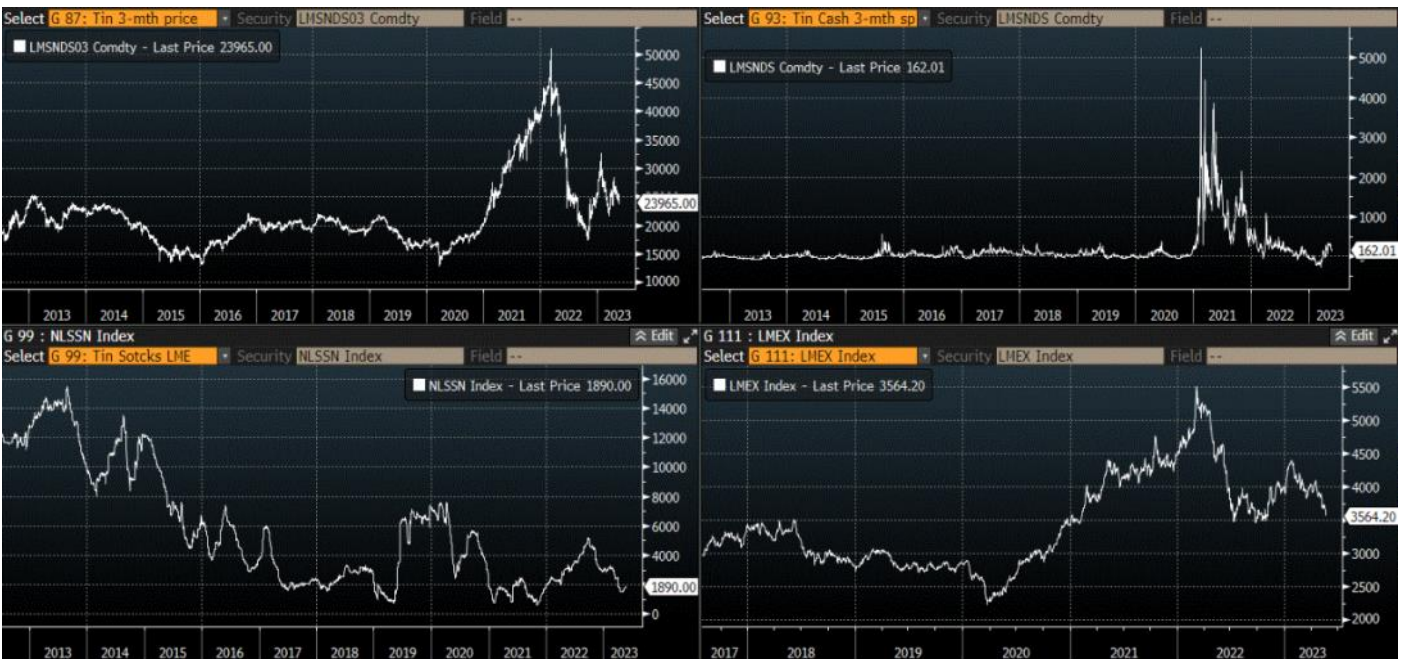 Select G 87: Tin 3-mth price Security LMSNDS03 Comdty Field --
LMSNDS03 Comdty - Last Price 23965.00
50000
45000
40000
35000
30000
23965.00
20000
15000
10000
2013 2014 2015 2016 2017 2018 2019 2020 2021 2022 2023
Select G 93: Tin Cash 3-mth sp Security LMSNDS Comdty Field --
LMSNDS Comdty - Last Price 162.01
5000
4000
3000
2000
1000
162.01
2013 2014 2015 2016 2017 2018 2019 2020 2021 2022 2023
G 99 : NLSSN Index Edit
Select G 99: Tin Sotcks LME Security NLSSN Index Field --
NLSSN Index - Last Price 1890.00
16000
14000
12000
10000
8000
6000
4000
1890.00
0
2013 2014 2015 2016 2017 2018 2019 2020 2021 2022 2023
G 111 : LMEX Index Edit
Select G 111: LMEX Index Security LMEX Index Field --
LMEX Index - Last Price 3564.20
5500
5000
4500
4000
3564.20
3000
2500
2000
2017 2018 2019 2020 2021 2022 2023